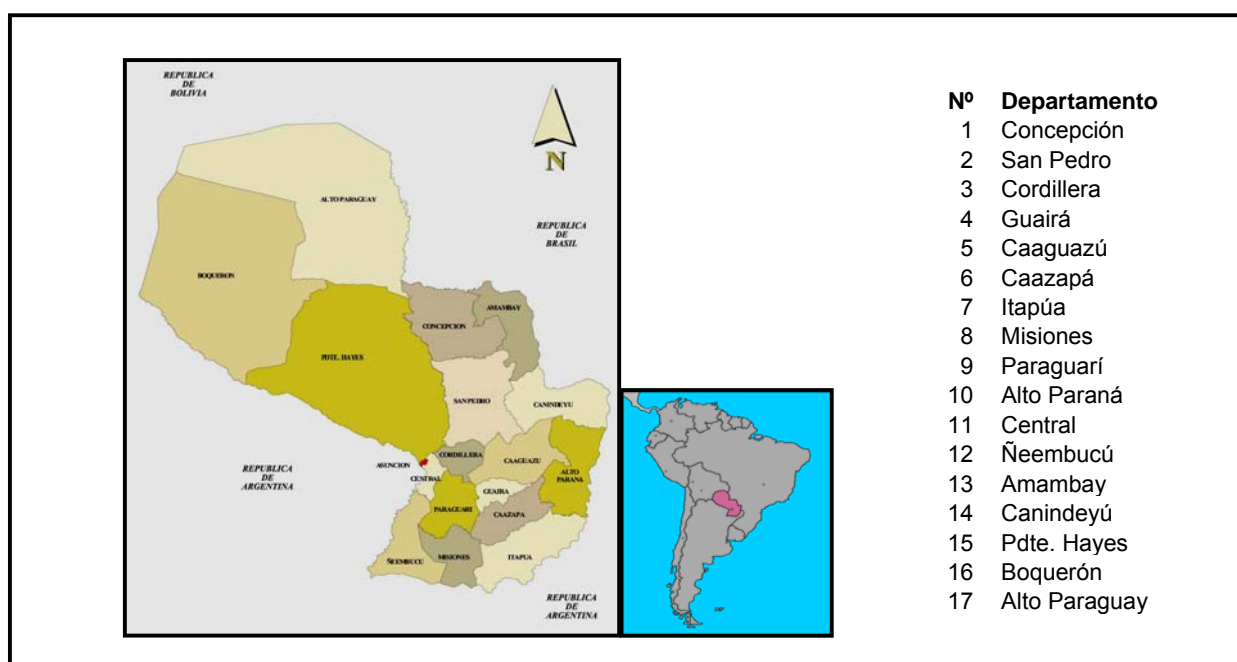 REPUBLICA
DE
BOLIVIA
N
ALTO PARAGUAY
REPUBLICA
DE
BRASIL
BOQUERON
AMAMBAY
CONCEPCION
PDTE. HAYES
SAN PEDRO
CANINDEYU
ASUNCION
CORDILLERA
CAAGUAZU
REPUBLICA
DE
ARGENTINA
CENTRAL
ALTO
PARANA
GUAIRA
PARAGUARI
CAAZAPA
ÑEEMBUCU
MISIONES
ITAPÚA
REPUBLICA
DE
ARGENTINA
Nº Departamento
1 Concepción
2 San Pedro
3 Cordillera
4 Guairá
5 Caaguazú
6 Caazapá
7 Itapúa
8 Misiones
9 Paraguarí
10 Alto Paraná
11 Central
12 Ñeembucú
13 Amambay
14 Canindeyú
15 Pdte. Hayes
16 Boquerón
17 Alto Paraguay